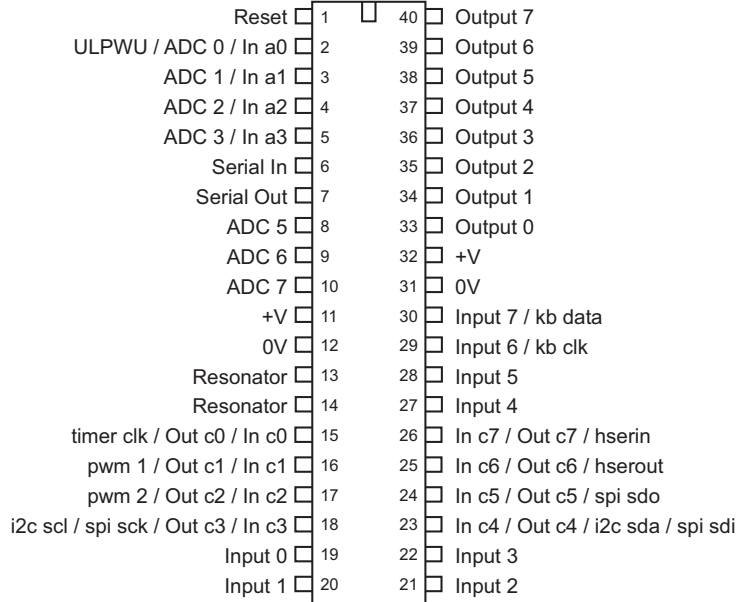 Reset 1 40 Output 7
ULPWU / ADC 0 / In a0 2 39 Output 6
ADC 1 / In a1 3 38 Output 5
ADC 2 / In a2 4 37 Output 4
ADC 3 / In a3 5 36 Output 3
Serial In 6 35 Output 2
Serial Out 7 34 Output 1
ADC 5 8 33 Output 0
ADC 6 9 32 +V
ADC 7 10 31 0V
+V 11 30 Input 7 / kb data
0V 12 29 Input 6 / kb clk
Resonator 13 28 Input 5
Resonator 14 27 Input 4
timer clk / Out c0 / In c0 15 26 In c7 / Out c7 / hserin
pwm 1 / Out c1 / In c1 16 25 In c6 / Out c6 / hserout
pwm 2 / Out c2 / In c2 17 24 In c5 / Out c5 / spi sdo
i2c scl / spi sck / Out c3 / In c3 18 23 In c4 / Out c4 / i2c sda / spi sdi
Input 0 19 22 Input 3
Input 1 20 21 Input 2